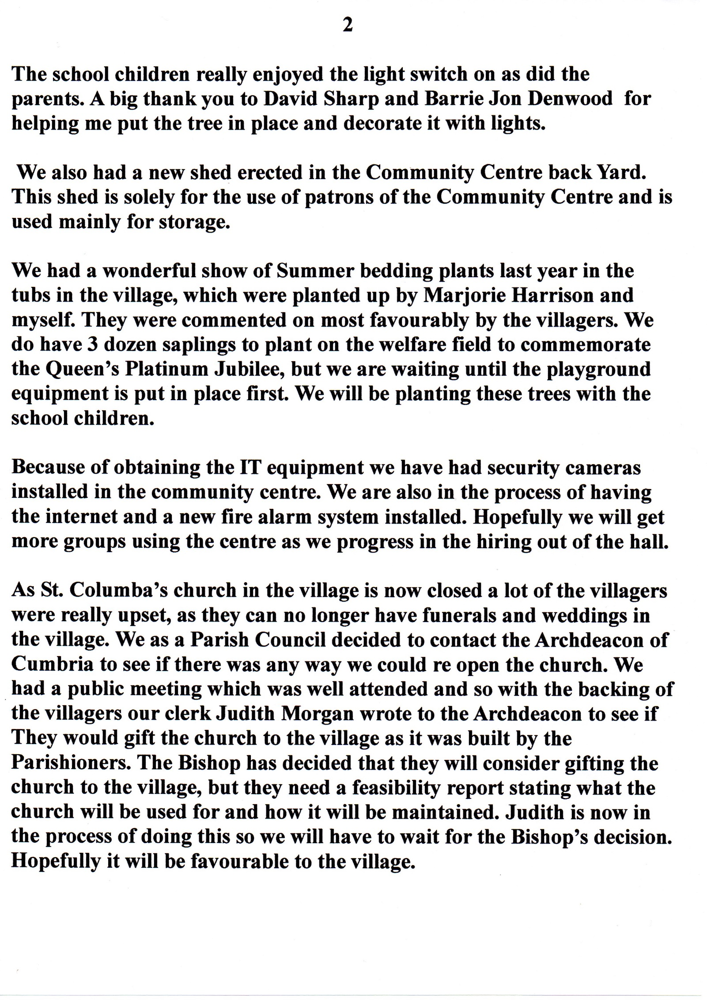 2
The school children really enjoyed the light switch on as did the
parents. A big thank you to David Sharp and Barrie Jon Denwood  for
helping me put the tree in place and decorate it with lights.
We also had a new shed erected in the Community Centre back Yard.
This shed is solely for the use of patrons of the Community Centre and is
used mainly for storage.
We had a wonderful show of Summer bedding plants last year in the
tubs in the village, which were planted up by Marjorie Harrison and
myself. They were commented on most favourably by the villagers. We
do have 3 dozen saplings to plant on the welfare field to commemorate
the Queen’s Platinum Jubilee, but we are waiting until the playground
equipment is put in place first. We will be planting these trees with the
school children.
Because of obtaining the IT equipment we have had security cameras
installed in the community centre. We are also in the process of having
the internet and a new fire alarm system installed. Hopefully we will get
more groups using the centre as we progress in the hiring out of the hall.
As St. Columba’s church in the village is now closed a lot of the villagers
were really upset, as they can no longer have funerals and weddings in
the village. We as a Parish Council decided to contact the Archdeacon of
Cumbria to see if there was any way we could re open the church. We
had a public meeting which was well attended and so with the backing of
the villagers our clerk Judith Morgan wrote to the Archdeacon to see if
They would gift the church to the village as it was built by the
Parishioners. The Bishop has decided that they will consider gifting the
church to the village, but they need a feasibility report stating what the
church will be used for and how it will be maintained. Judith is now in
the process of doing this so we will have to wait for the Bishop’s decision.
Hopefully it will be favourable to the village.